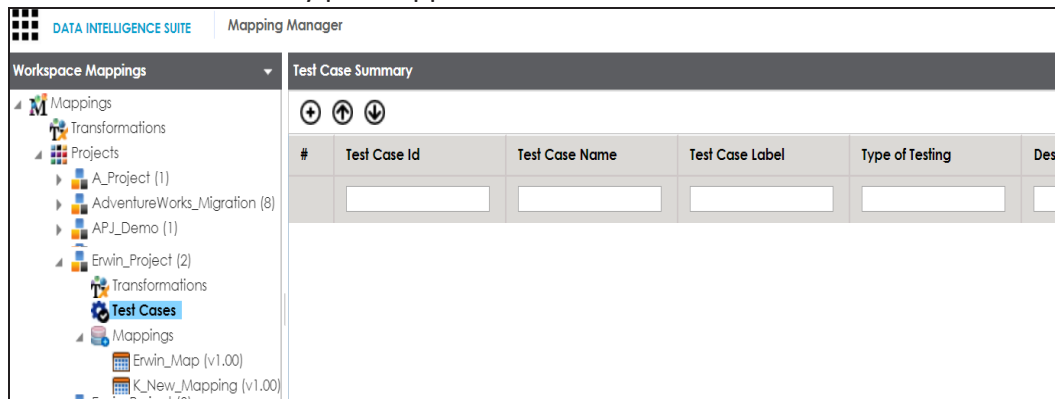 DATA INTELLIGENCE SUITE Mapping Manager
Workspace Mappings
Mappings
Transformations
Projects
A_Project (1)
AdventureWorks_Migration (8)
APJ_Demo (1)
Erwin_Project (2)
Transformations
Test Cases
Mappings
Erwin_Map (v1.00)
K_New_Mapping (v1.00)
Test Case Summary
# Test Case Id Test Case Name Test Case Label Type of Testing Des